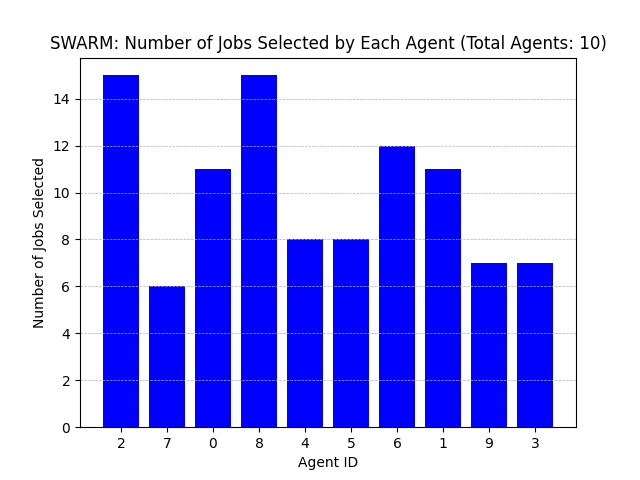 SWARM: Number of Jobs Selected by Each Agent (Total Agents: 10)
Number of Jobs Selected
14
12
10
8
6
4
2
0
2 7 0 8 4 5 6 1 9 3
Agent ID